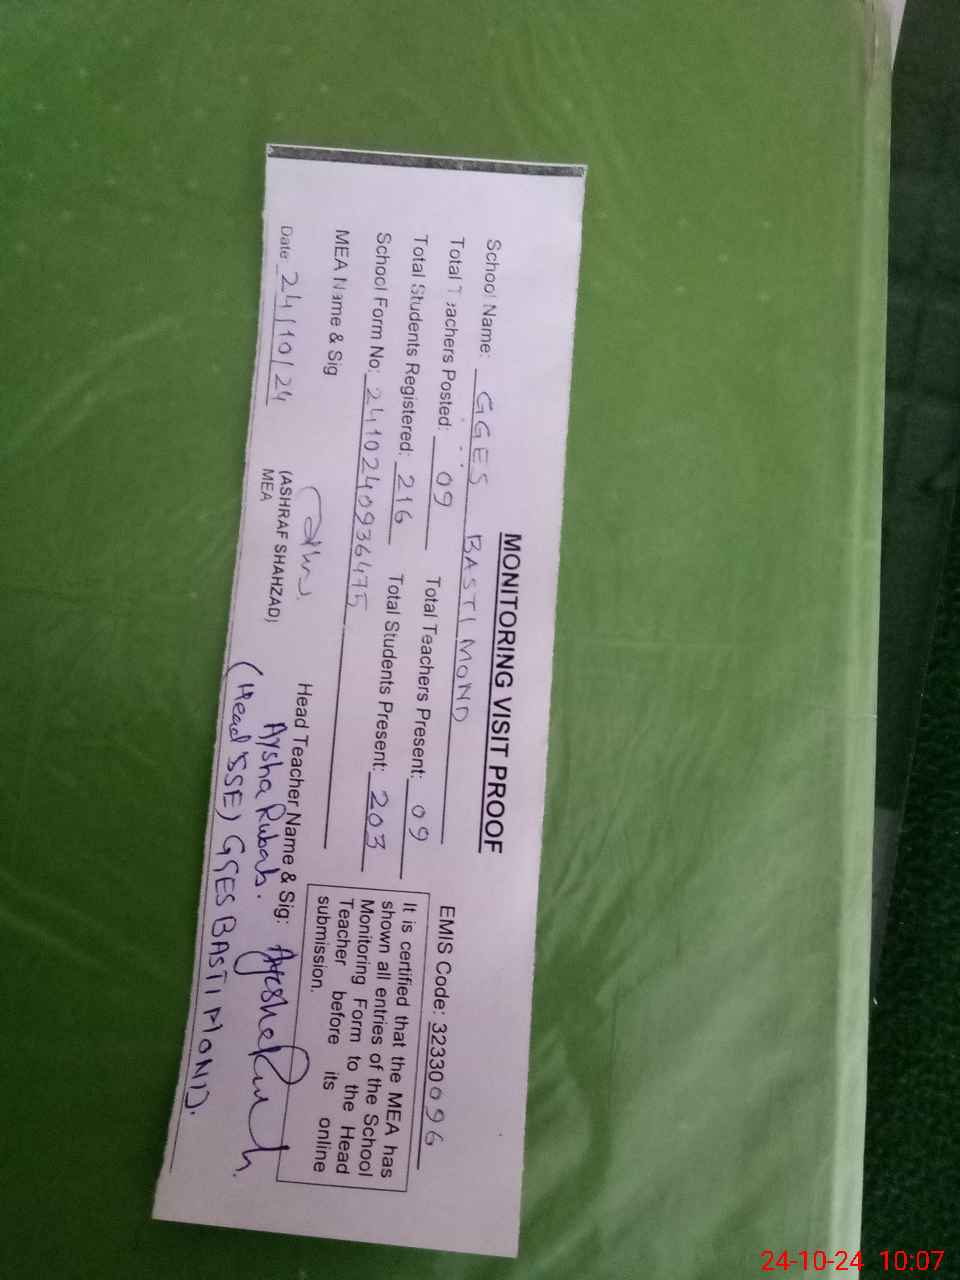 MONITORING VISIT PROOF
School Name: GGES BASTI MOND EMIS Code: 32330096
Total Teachers Posted: 09 Total Teachers Present: 09
Total Students Registered: 216 Total Students Present: 203
School Form No: 2410240936475
It is certified that the MEA has
shown all entries of the School
Monitoring Form to the Head
Teacher before its online
submission.
MEA Name & Sig Head Teacher Name & Sig:
Aysha Rubab.
(ASHRAF SHAHZAD) (Head SSE) GGES BASTI MOND.
MEA
Date: 24/10/24
24-10-24 10:07